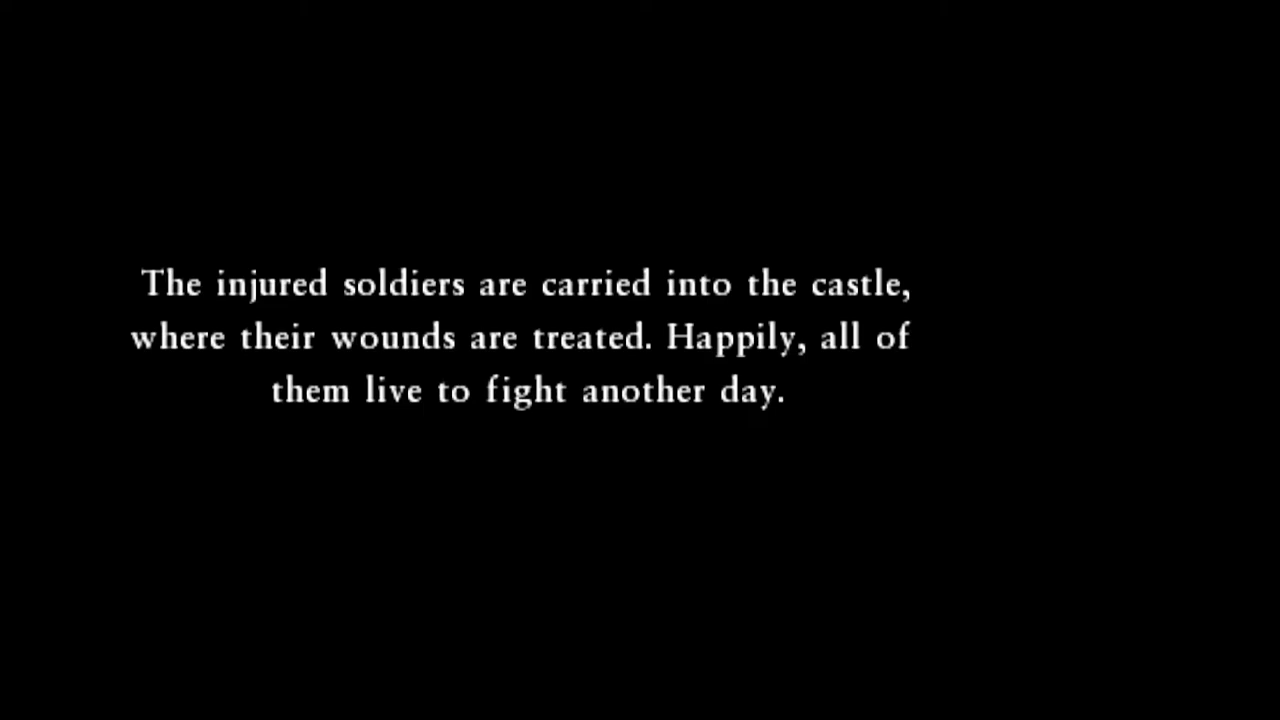 The injured soldiers are carried into the castle,
where their wounds are treated. Happily, all of
them live to fight another day.